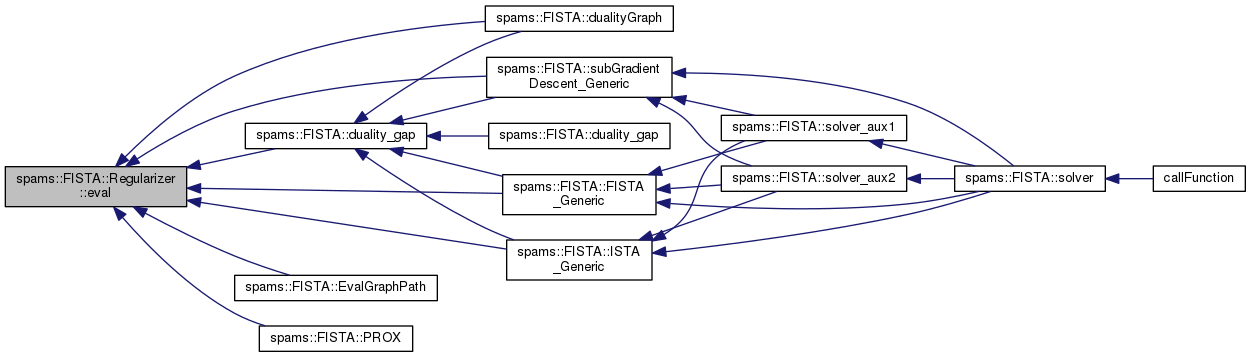 spams::FISTA::dualityGraph
spams::FISTA::subGradient
Descent_Generic
spams::FISTA::solver_aux1
spams::FISTA::duality_gap
spams::FISTA::duality_gap
spams::FISTA::Regularizer
::eval
spams::FISTA::FISTA
_Generic
spams::FISTA::solver_aux2
spams::FISTA::solver
callFunction
spams::FISTA::ISTA
_Generic
spams::FISTA::EvalGraphPath
spams::FISTA::PROX